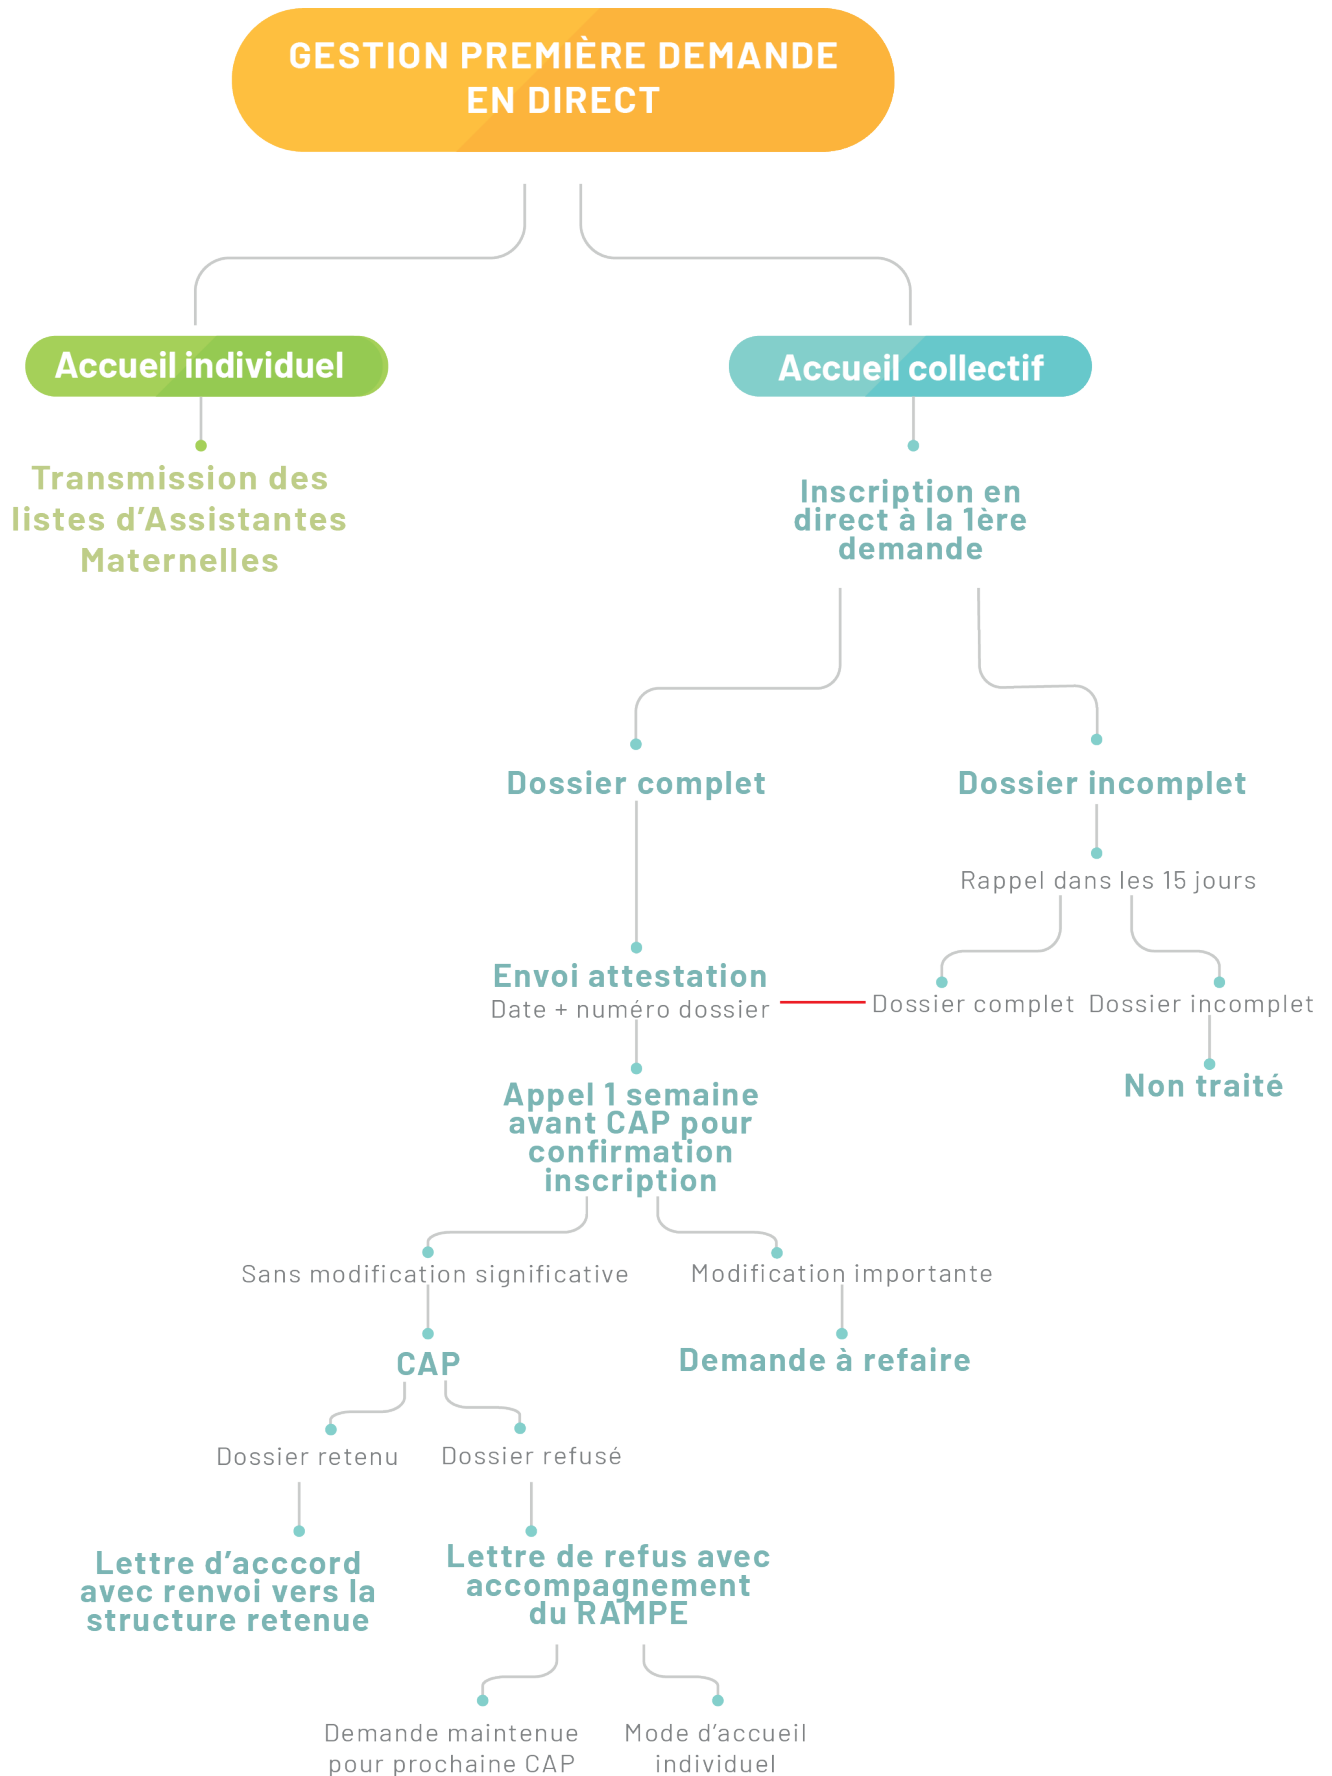 GESTION PREMIÈRE DEMANDE
EN DIRECT
Accueil individuel
Accueil collectif
Transmission des
listes d’Assistantes
Maternelles
Inscription en
direct à la 1ère
demande
Dossier complet
Dossier incomplet
Rappel dans les 15 jours
Envoi attestation
Date + numéro dossier
Dossier complet
Dossier incomplet
Non traité
Appel 1 semaine
avant CAP pour
confirmation
inscription
Sans modification significative
Modification importante
CAP
Demande à refaire
Dossier retenu
Dossier refusé
Lettre d’acccord
avec renvoi vers la
structure retenue
Lettre de refus avec
accompagnement
du RAMPE
Demande maintenue
pour prochaine CAP
Mode d’accueil
individuel